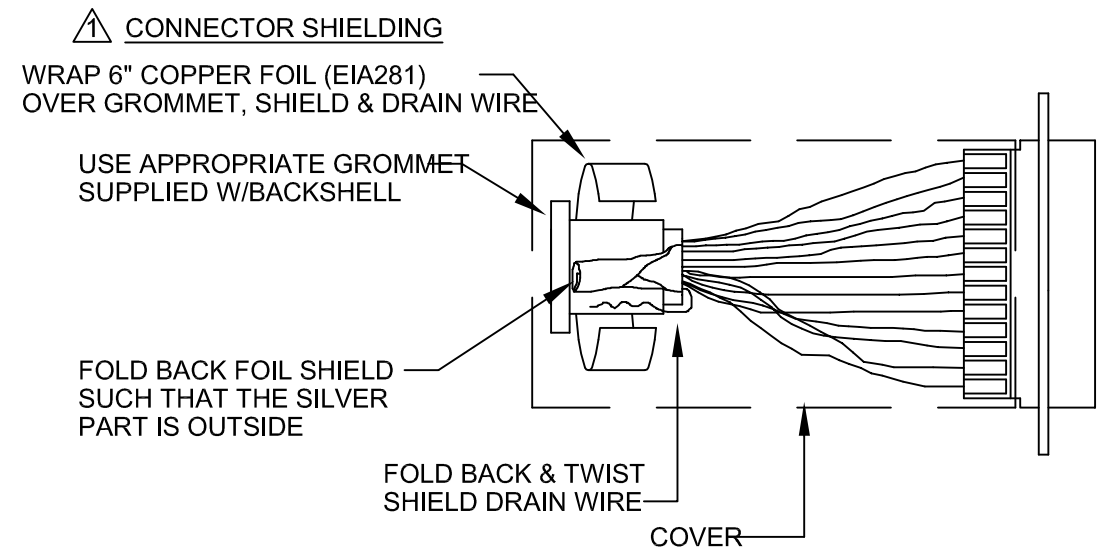 1 CONNECTOR SHIELDING
WRAP 6" COPPER FOIL (EIA281)
OVER GROMMET, SHIELD & DRAIN WIRE
USE APPROPRIATE GROMMET
SUPPLIED W/BACKSHELL
FOLD BACK FOIL SHIELD
SUCH THAT THE SILVER
PART IS OUTSIDE
FOLD BACK & TWIST
SHIELD DRAIN WIRE
COVER